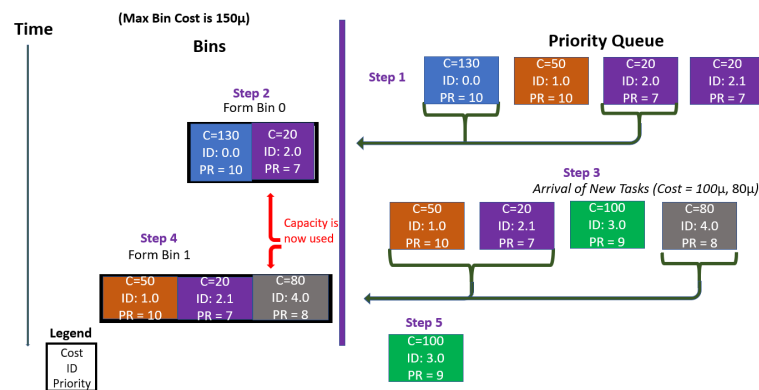 (Max Bin Cost is 150µ)
Time
Bins
Priority Queue
Step 1
C=130
ID: 0.0
PR = 10
C=50
ID: 1.0
PR = 10
C=20
ID: 2.0
PR = 7
C=20
ID: 2.1
PR = 7
Step 2
Form Bin 0
C=130
ID: 0.0
PR = 10
C=20
ID: 2.0
PR = 7
Step 3
Arrival of New Tasks (Cost = 100µ, 80µ)
C=50
ID: 1.0
PR = 10
C=20
ID: 2.1
PR = 7
C=100
ID: 3.0
PR = 9
C=80
ID: 4.0
PR = 8
Capacity is
now used
Step 4
Form Bin 1
C=50
ID: 1.0
PR = 10
C=20
ID: 2.1
PR = 7
C=80
ID: 4.0
PR = 8
Step 5
C=100
ID: 3.0
PR = 9
Legend
Cost
ID
Priority